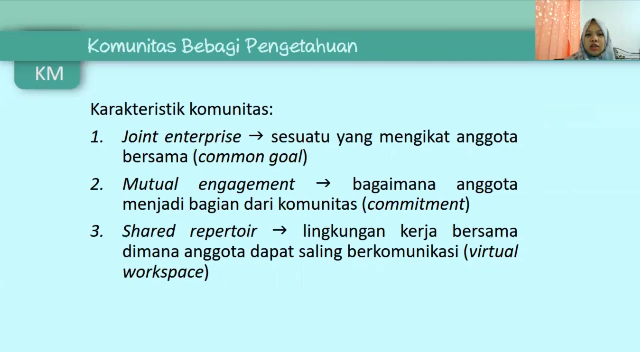 Komunitas Bebagi Pengetahuan
KM
Karakteristik komunitas:
1. Joint enterprise → sesuatu yang mengikat anggota
bersama (common goal)
2. Mutual engagement → bagaimana anggota
menjadi bagian dari komunitas (commitment)
3. Shared repertoir → lingkungan kerja bersama
dimana anggota dapat saling berkomunikasi (virtual
workspace)